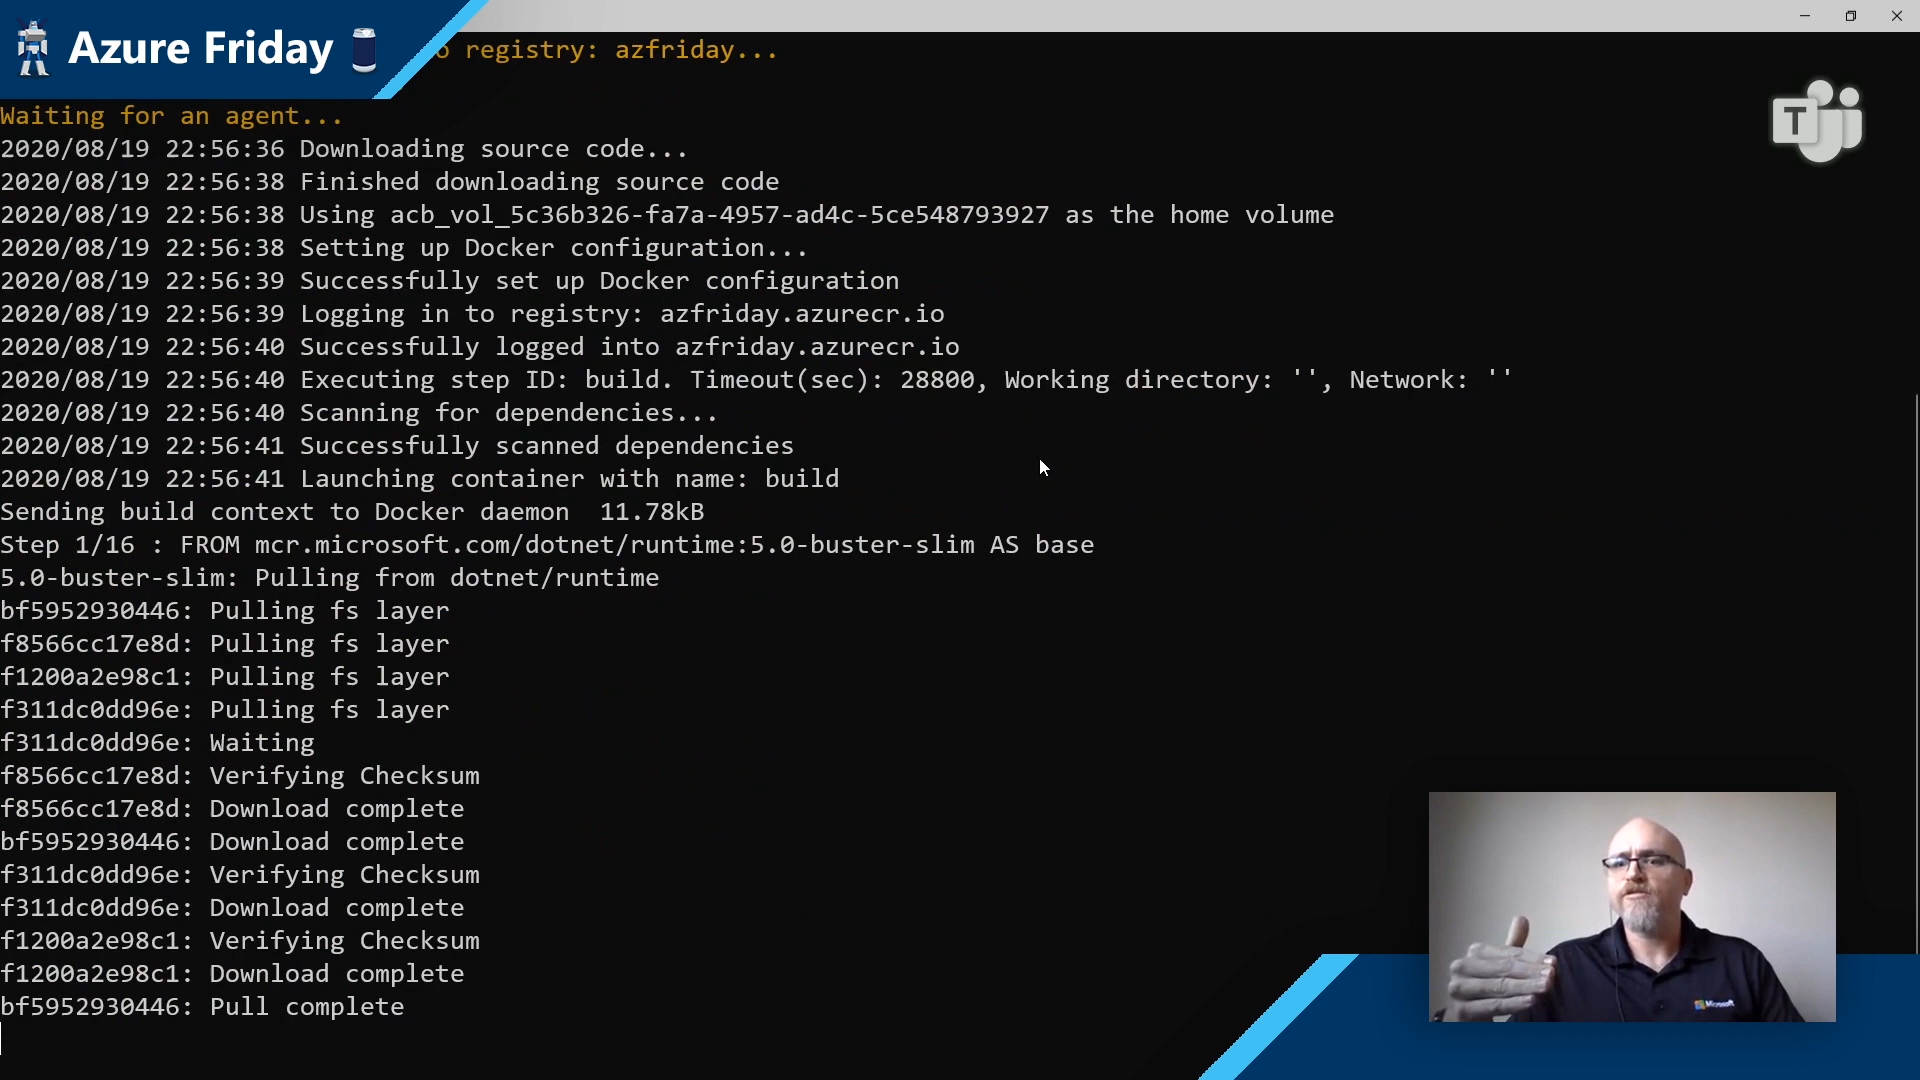 Azure Friday
o registry: azfriday...
T
Waiting for an agent...
2020/08/19 22:56:36 Downloading source code...
2020/08/19 22:56:38 Finished downloading source code
2020/08/19 22:56:38 Using acb_vol_5c36b326-fa7a-4957-ad4c-5ce548793927 as the home volume
2020/08/19 22:56:38 Setting up Docker configuration...
2020/08/19 22:56:39 Successfully set up Docker configuration
2020/08/19 22:56:39 Logging in to registry: azfriday.azurecr.io
2020/08/19 22:56:40 Successfully logged into azfriday.azurecr.io
2020/08/19 22:56:40 Executing step ID: build. Timeout(sec): 28800, Working directory: '', Network: ''
2020/08/19 22:56:40 Scanning for dependencies...
2020/08/19 22:56:41 Successfully scanned dependencies
2020/08/19 22:56:41 Launching container with name: build
Sending build context to Docker daemon  11.78kB
Step 1/16 : FROM mcr.microsoft.com/dotnet/runtime:5.0-buster-slim AS base
5.0-buster-slim: Pulling from dotnet/runtime
bf5952930446: Pulling fs layer
f8566cc17e8d: Pulling fs layer
f1200a2e98c1: Pulling fs layer
f311dc0dd96e: Pulling fs layer
f311dc0dd96e: Waiting
f8566cc17e8d: Verifying Checksum
f8566cc17e8d: Download complete
bf5952930446: Download complete
f311dc0dd96e: Verifying Checksum
f311dc0dd96e: Download complete
f1200a2e98c1: Verifying Checksum
f1200a2e98c1: Download complete
bf5952930446: Pull complete
Microsoft